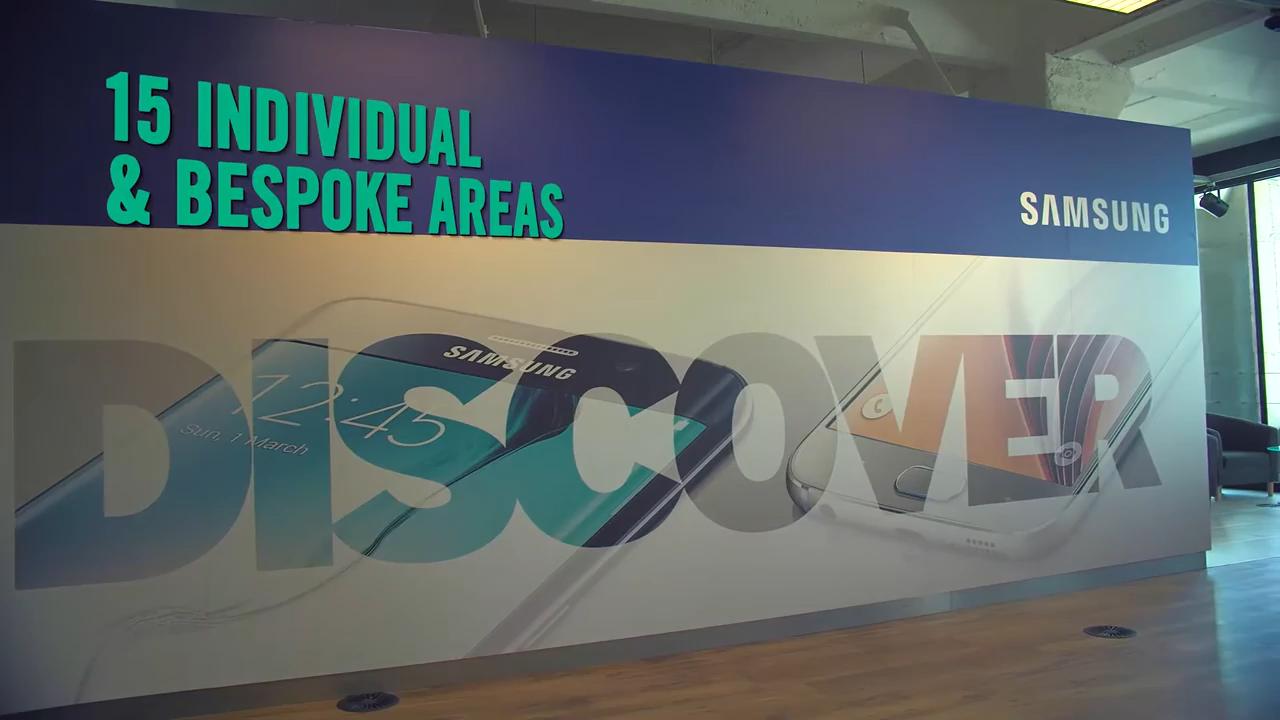 15 INDIVIDUAL
& BESPOKE AREAS
SAMSUNG
DISCOVER
SAMSUNG
12:45
Sun, 1 March